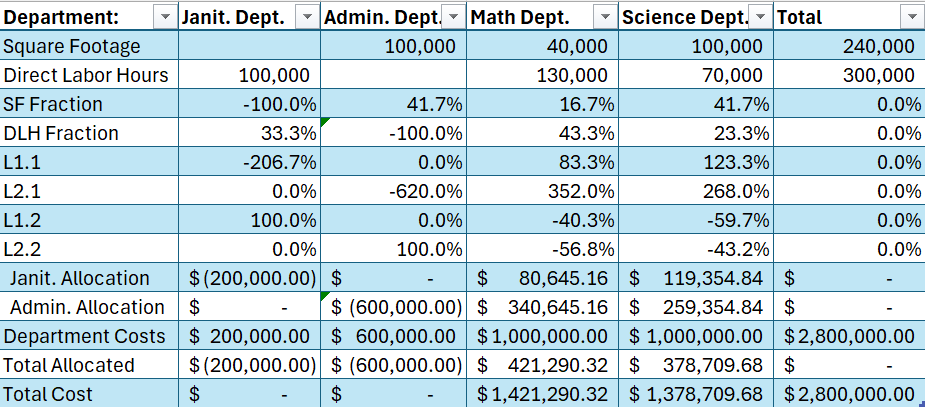 Department: Janit. Dept. Admin. Dept. Math Dept. Science Dept. Total
Square Footage 100,000 40,000 100,000 240,000
Direct Labor Hours 100,000 130,000 70,000 300,000
SF Fraction -100.0% 41.7% 16.7% 41.7% 0.0%
DLH Fraction 33.3% -100.0% 43.3% 23.3% 0.0%
L1.1 -206.7% 0.0% 83.3% 123.3% 0.0%
L2.1 0.0% -620.0% 352.0% 268.0% 0.0%
L1.2 100.0% 0.0% -40.3% -59.7% 0.0%
L2.2 0.0% 100.0% -56.8% -43.2% 0.0%
Janit. Allocation $(200,000.00) $ - $ 80,645.16 $ 119,354.84 $ -
Admin. Allocation $ - $ (600,000.00) $ 340,645.16 $ 259,354.84 $ -
Department Costs $ 200,000.00 $ 600,000.00 $1,000,000.00 $ 1,000,000.00 $2,800,000.00
Total Allocated $(200,000.00) $ (600,000.00) $ 421,290.32 $ 378,709.68 $ -
Total Cost $ - $ - $1,421,290.32 $ 1,378,709.68 $2,800,000.00